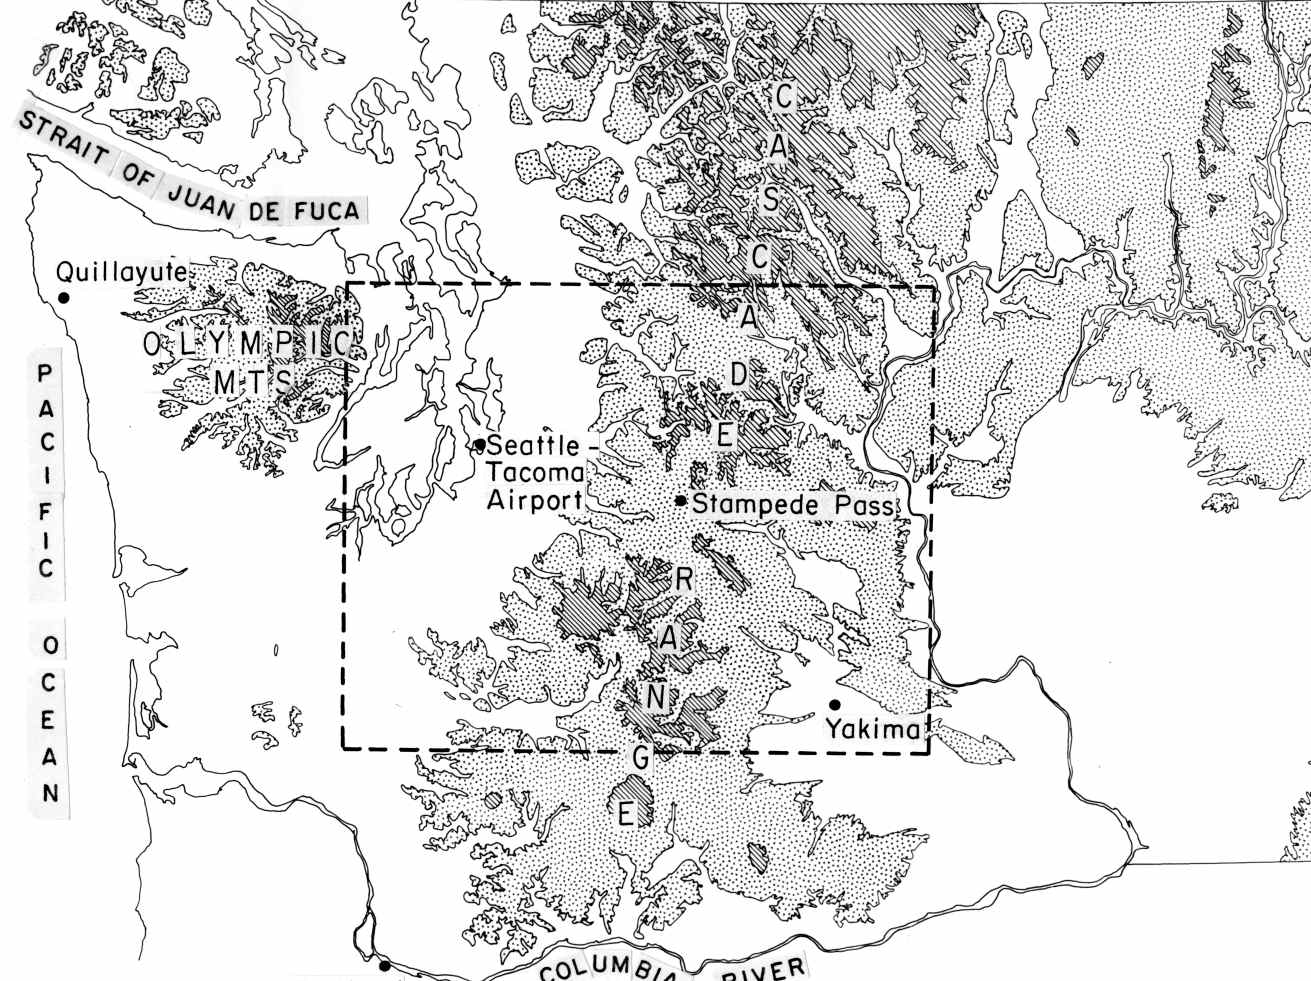 STRAIT OF JUAN DE FUCA
Quillayute
OLYMPIC
MTS
PACIFIC OCEAN
CASCADE RANGE
Seattle -
Tacoma
Airport
Stampede Pass
Yakima
COLUMBIA RIVER